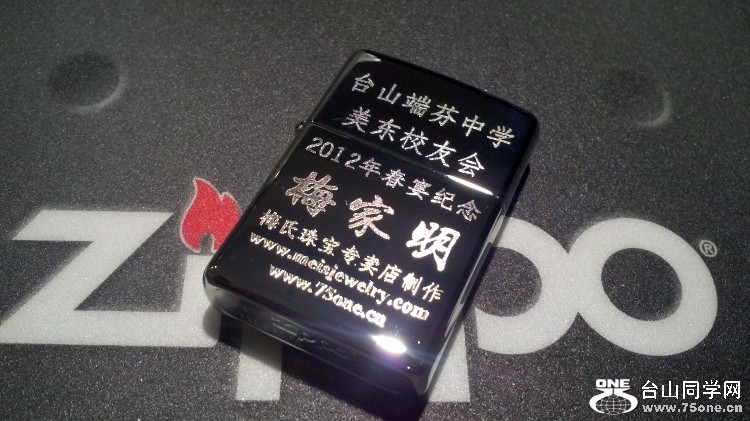 台山端芬中学
美东校友会
2012年春宴纪念
梅家明
梅氏珠宝专卖店制作
www.meisjewelry.com
www.75one.cn
Zippo®
ONE
台山同学网
www.75one.cn